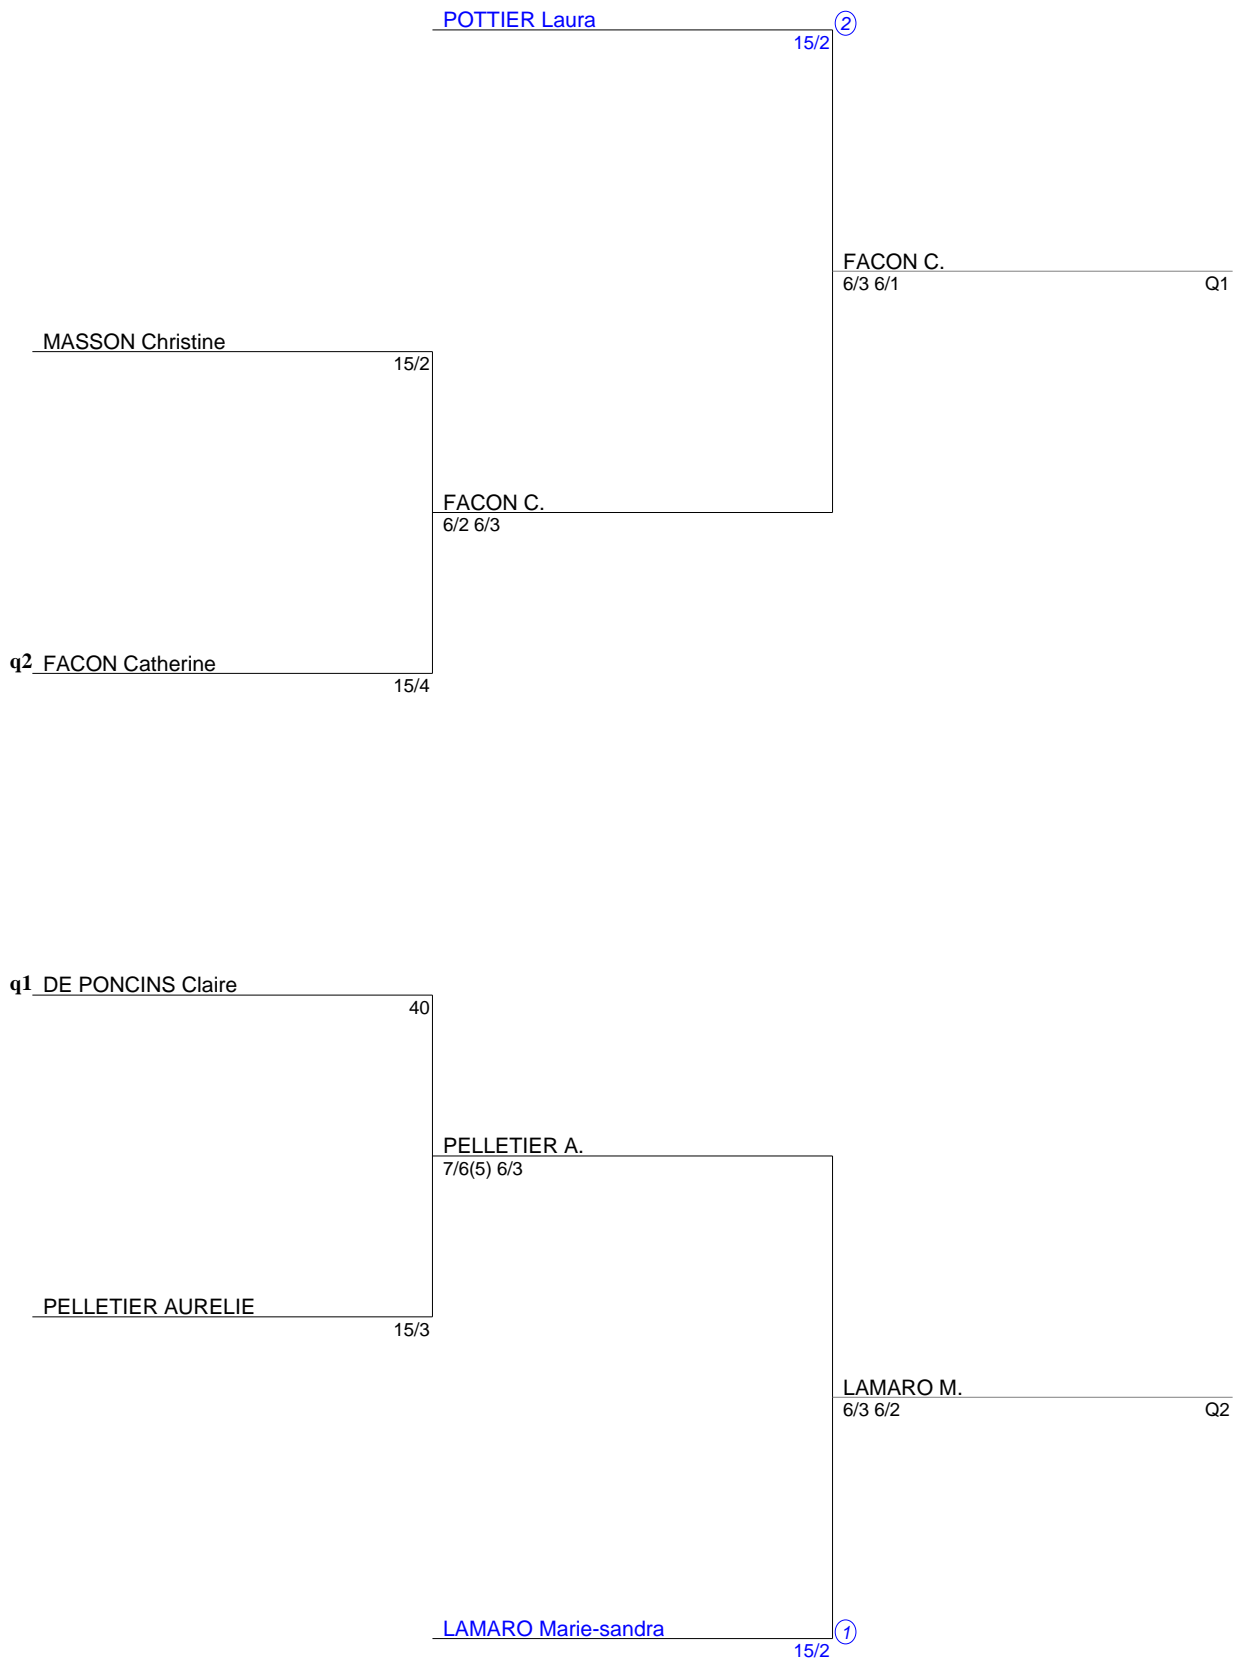 POTTIER Laura
15/2
2
FACON C.
6/3 6/1
Q1
MASSON Christine
15/2
FACON C.
6/2 6/3
q2 FACON Catherine
15/4
q1 DE PONCINS Claire
40
PELLETIER A.
7/6(5) 6/3
PELLETIER AURELIE
15/3
LAMARO M.
6/3 6/2
Q2
LAMARO Marie-sandra
15/2
1